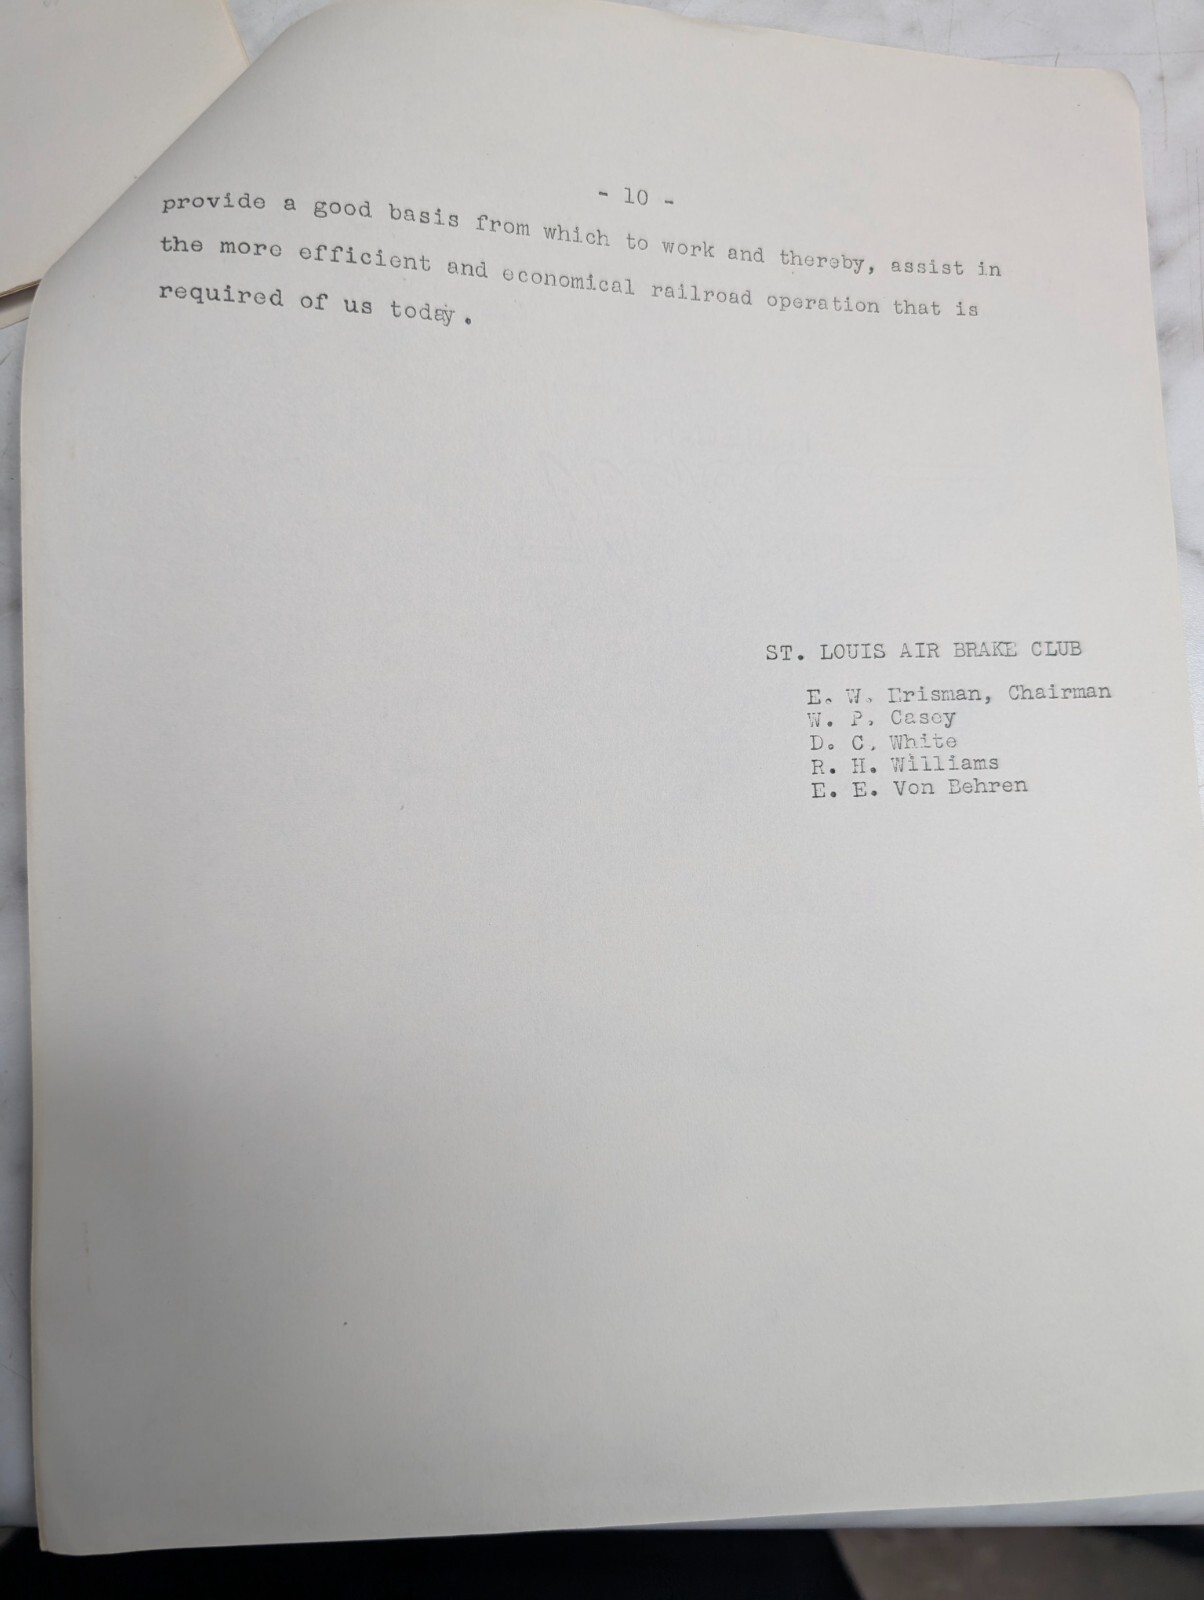 - 10 -
provide a good basis from which to work and thereby, assist in
the more efficient and economical railroad operation that is
required of us today.
ST. LOUIS AIR BRAKE CLUB
E. W. Erisman, Chairman
W. P. Casey
D. C. White
R. H. Williams
E. E. Von Behren